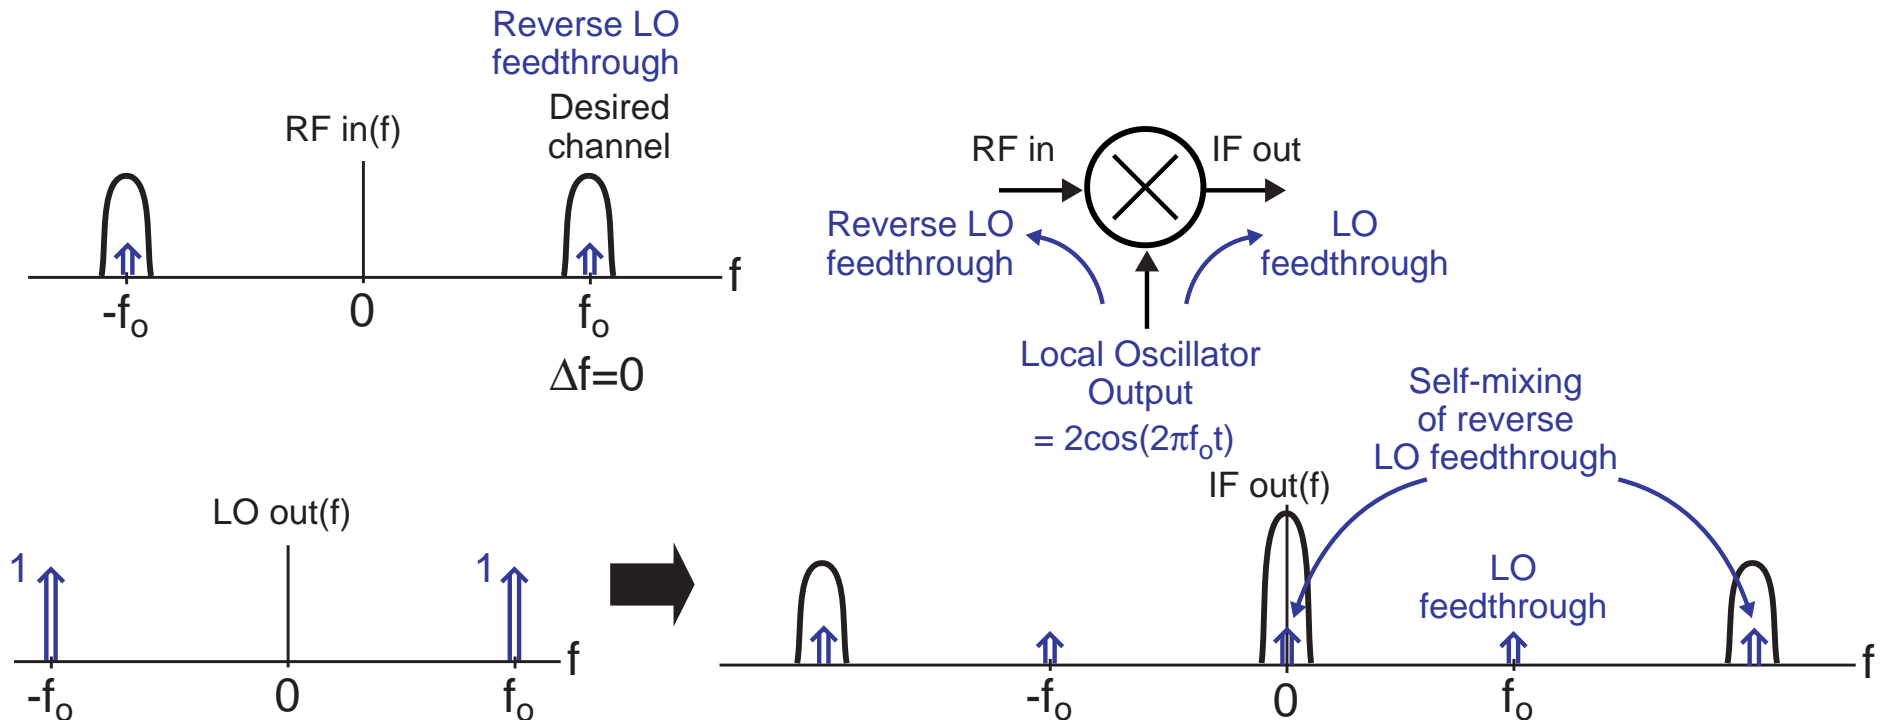 Reverse LO
feedthrough
Desired
channel
RF in(f)
-fo
0
fo
f
Δf=0
RF in
IF out
Reverse LO
feedthrough
LO
feedthrough
Local Oscillator
Output
= 2cos(2πfot)
LO out(f)
1
1
-fo
0
fo
f
Self-mixing
of reverse
LO feedthrough
IF out(f)
LO
feedthrough
-fo
0
fo
f